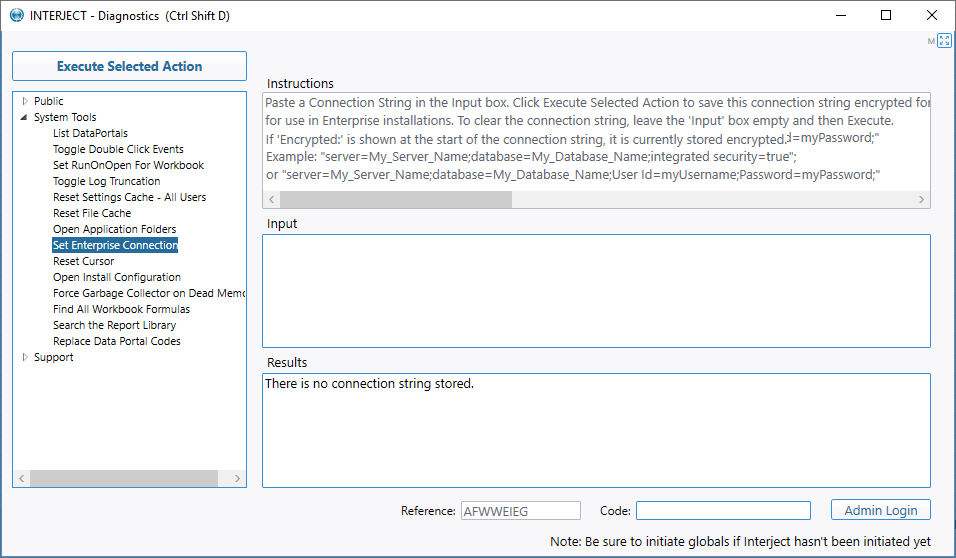 INTERJECT - Diagnostics (Ctrl Shift D)
M
Execute Selected Action
Public
System Tools
List DataPortals
Toggle Double Click Events
Set RunOnOpen For Workbook
Toggle Log Truncation
Reset Settings Cache - All Users
Reset File Cache
Open Application Folders
Set Enterprise Connection
Reset Cursor
Open Install Configuration
Force Garbage Collector on Dead Memo
Find All Workbook Formulas
Search the Report Library
Replace Data Portal Codes
Support
Instructions
Paste a Connection String in the Input box. Click Execute Selected Action to save this connection string encrypted for
for use in Enterprise installations. To clear the connection string, leave the 'Input' box empty and then Execute.
If 'Encrypted:' is shown at the start of the connection string, it is currently stored encrypted.d=myPassword;"
Example: "server=My_Server_Name;database=My_Database_Name;integrated security=true";
or "server=My_Server_Name;database=My_Database_Name;User Id=myUsername;Password=myPassword;"
Input
Results
There is no connection string stored.
Reference: AFWWEIEG Code: Admin Login
Note: Be sure to initiate globals if Interject hasn't been initiated yet